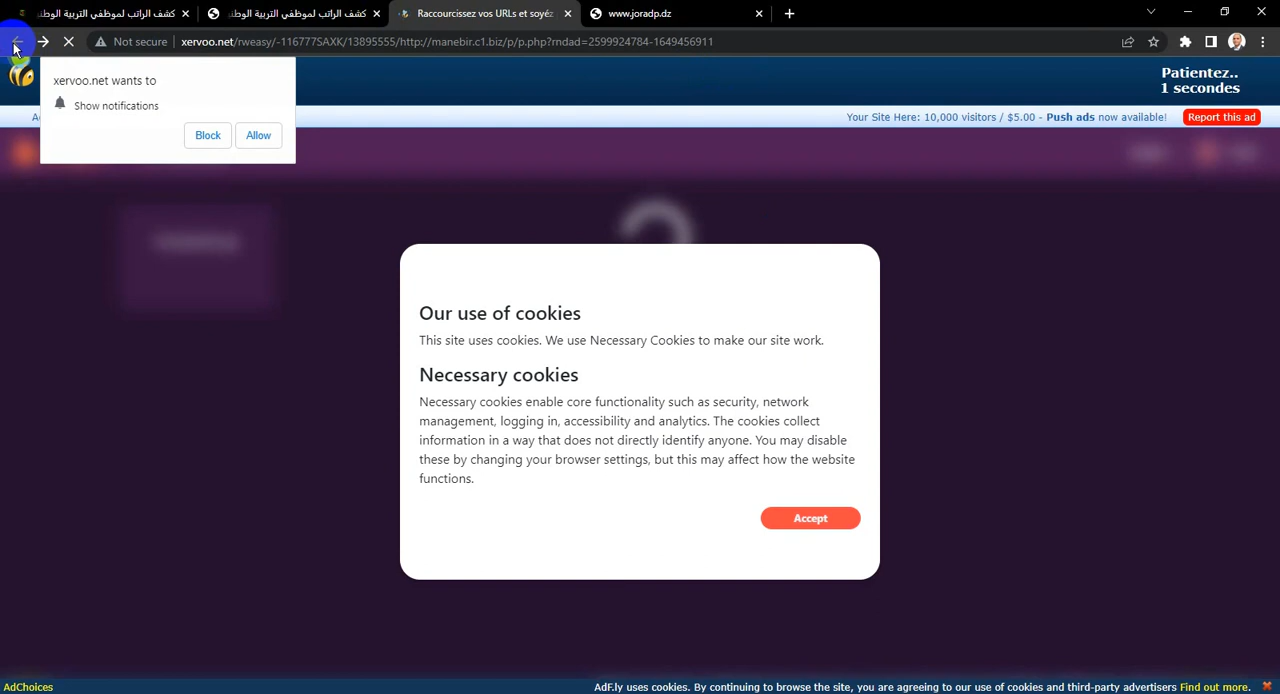 كشف الراتب لموظفي التربية الوطن
كشف الراتب لموظفي التربية الوطن
Raccourcissez vos URLs et soyéz
www.joradp.dz
Not secure
xervoo.net/rweasy/-116777SAXK/13895555/http://manebir.c1.biz/p/p.php?rndad=2599924784-1649456911
xervoo.net wants to
Show notifications
Block
Allow
Patientez..
1 secondes
Your Site Here: 10,000 visitors / $5.00 - Push ads now available!
Report this ad
Our use of cookies
This site uses cookies. We use Necessary Cookies to make our site work.
Necessary cookies
Necessary cookies enable core functionality such as security, network
management, logging in, accessibility and analytics. The cookies collect
information in a way that does not directly identify anyone. You may disable
these by changing your browser settings, but this may affect how the website
functions.
Accept
AdChoices
AdF.ly uses cookies. By continuing to browse the site, you are agreeing to our use of cookies and third-party advertisers Find out more.